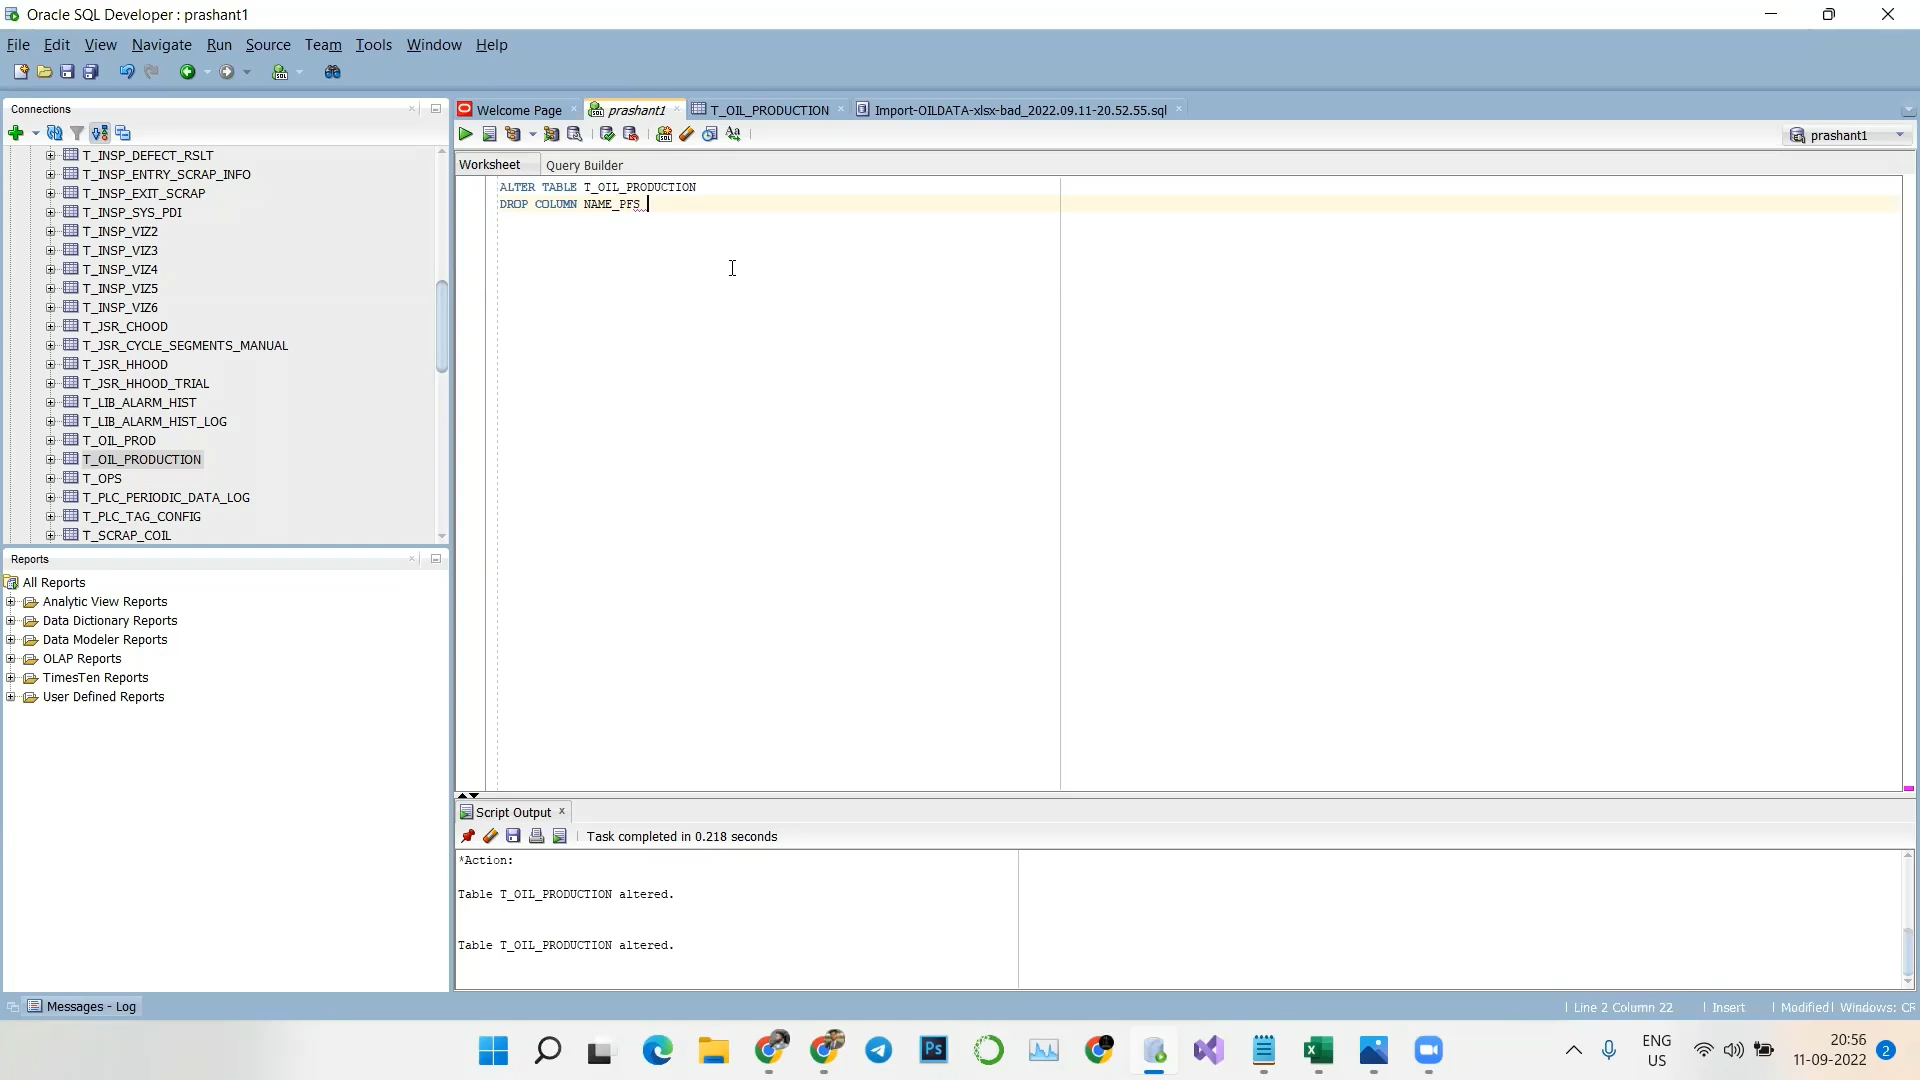 Oracle SQL Developer : prashant1
File Edit View Navigate Run Source Team Tools Window Help
Connections
T_INSP_DEFECT_RSLT
T_INSP_ENTRY_SCRAP_INFO
T_INSP_EXIT_SCRAP
T_INSP_SYS_PDI
T_INSP_VIZ2
T_INSP_VIZ3
T_INSP_VIZ4
T_INSP_VIZ5
T_INSP_VIZ6
T_JSR_CHOOD
T_JSR_CYCLE_SEGMENTS_MANUAL
T_JSR_HHOOD
T_JSR_HHOOD_TRIAL
T_LIB_ALARM_HIST
T_LIB_ALARM_HIST_LOG
T_OIL_PROD
T_OIL_PRODUCTION
T_OPS
T_PLC_PERIODIC_DATA_LOG
T_PLC_TAG_CONFIG
T_SCRAP_COIL
Reports
All Reports
Analytic View Reports
Data Dictionary Reports
Data Modeler Reports
OLAP Reports
TimesTen Reports
User Defined Reports
Welcome Page prashant1 T_OIL_PRODUCTION Import-OILDATA-xlsx-bad_2022.09.11-20.52.55.sql
prashant1
Worksheet Query Builder
ALTER TABLE T_OIL_PRODUCTION
DROP COLUMN NAME_PFS
Script Output
Task completed in 0.218 seconds
*Action:
Table T_OIL_PRODUCTION altered.
Table T_OIL_PRODUCTION altered.
Messages - Log
Line 2 Column 22 Insert Modified Windows: CR
Ps
ENG
US
20:56
11-09-2022
2